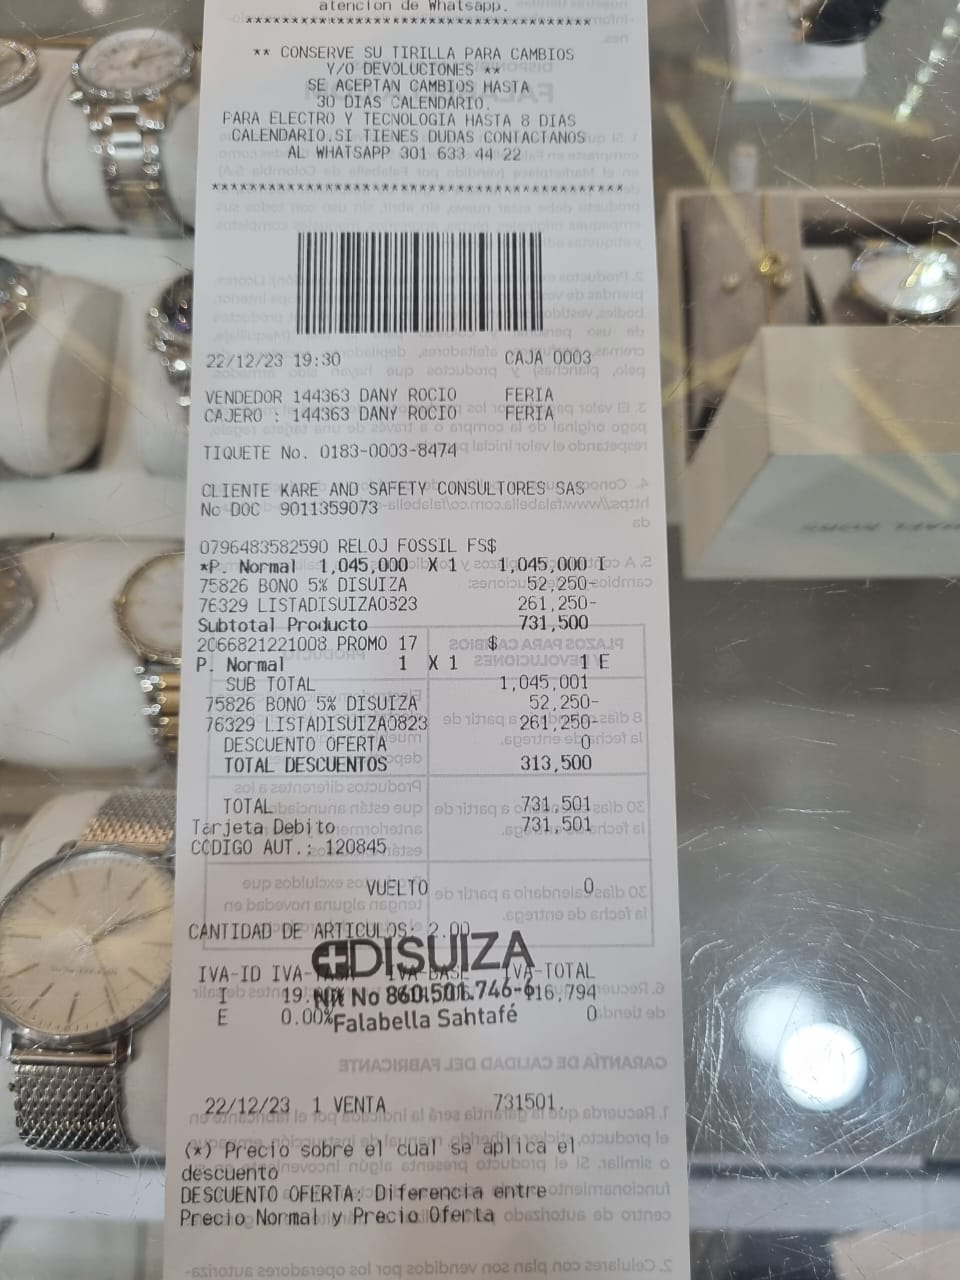 atencion de Whatsapp.
****************************************
** CONSERVE SU TIRILLA PARA CAMBIOS
Y/O DEVOLUCIONES **
SE ACEPTAN CAMBIOS HASTA
30 DIAS CALENDARIO.
PARA ELECTRO Y TECNOLOGIA HASTA 8 DIAS
CALENDARIO.SI TIENES DUDAS CONTACTANOS
AL WHATSAPP 301 633 44 22
****************************************
22/12/23 19:30 CAJA 0003
VENDEDOR 144363 DANY ROCIO FERIA
CAJERO : 144363 DANY ROCIO FERIA
TIQUETE No. 0183-0003-8474
CLIENTE KARE AND SAFETY CONSULTORES SAS
No DOC 9011359073
0796483582590 RELOJ FOSSIL FS$
*P. Normal 1,045,000 X 1 1,045,000 I
75826 BONO 5% DISUIZA 52,250-
76329 LISTADISUIZA0323 261,250-
Subtotal Producto 731,500
2066821221008 PROMO 17 $
P. Normal 1 X 1 1 E
SUB TOTAL 1,045,001
75826 BONO 5% DISUIZA 52,250-
76329 LISTADISUIZA0823 261,250-
DESCUENTO OFERTA 0
TOTAL DESCUENTOS 313,500
TOTAL 731,501
Tarjeta Debito 731,501
CODIGO AUT.: 120845
VUELTO 0
CANTIDAD DE ARTICULOS: 2.00
DISUIZA
IVA-ID IVA-TASA IVA-BASE IVA-TOTAL
I 19. 116,794
Nit No 860.501.746-6
E 0.00% 0
Falabella Santafé
22/12/23 1 VENTA 731501.
(*) Precio sobre el cual se aplica el
descuento
DESCUENTO OFERTA: Diferencia entre
Precio Normal y Precio Oferta